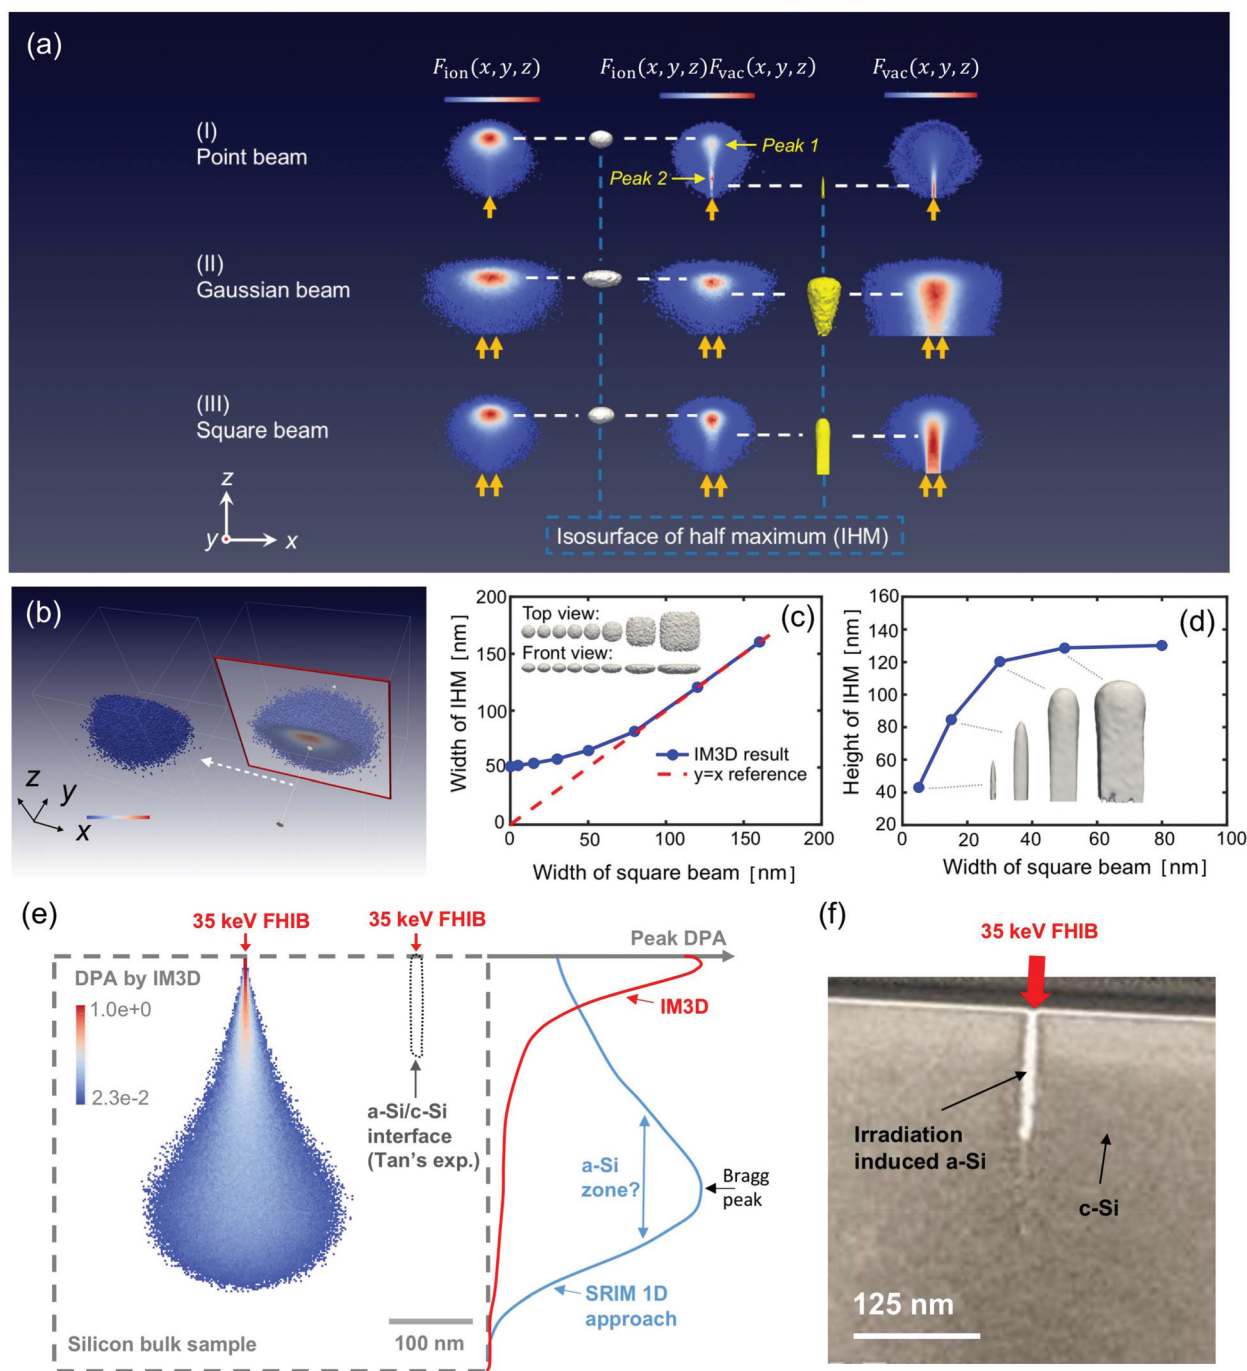 (a)
F_ion(x, y, z)
F_ion(x, y, z)F_vac(x, y, z)
F_vac(x, y, z)
(I)
Point beam
Peak 1
Peak 2
(II)
Gaussian beam
(III)
Square beam
z
y
x
Isosurface of half maximum (IHM)
(b)
z
y
x
(c)
Top view:
Front view:
IM3D result
y=x reference
Width of IHM [nm]
200
150
100
50
0
0
50
100
150
200
Width of square beam [nm]
(d)
Height of IHM [nm]
160
140
120
100
80
60
40
20
0
20
40
60
80
100
Width of square beam [nm]
(e)
35 keV FHIB
35 keV FHIB
DPA by IM3D
1.0e+0
2.3e-2
a-Si/c-Si
interface
(Tan's exp.)
Silicon bulk sample
100 nm
Peak DPA
IM3D
a-Si
zone?
Bragg
peak
SRIM 1D
approach
(f)
35 keV FHIB
Irradiation
induced a-Si
c-Si
125 nm